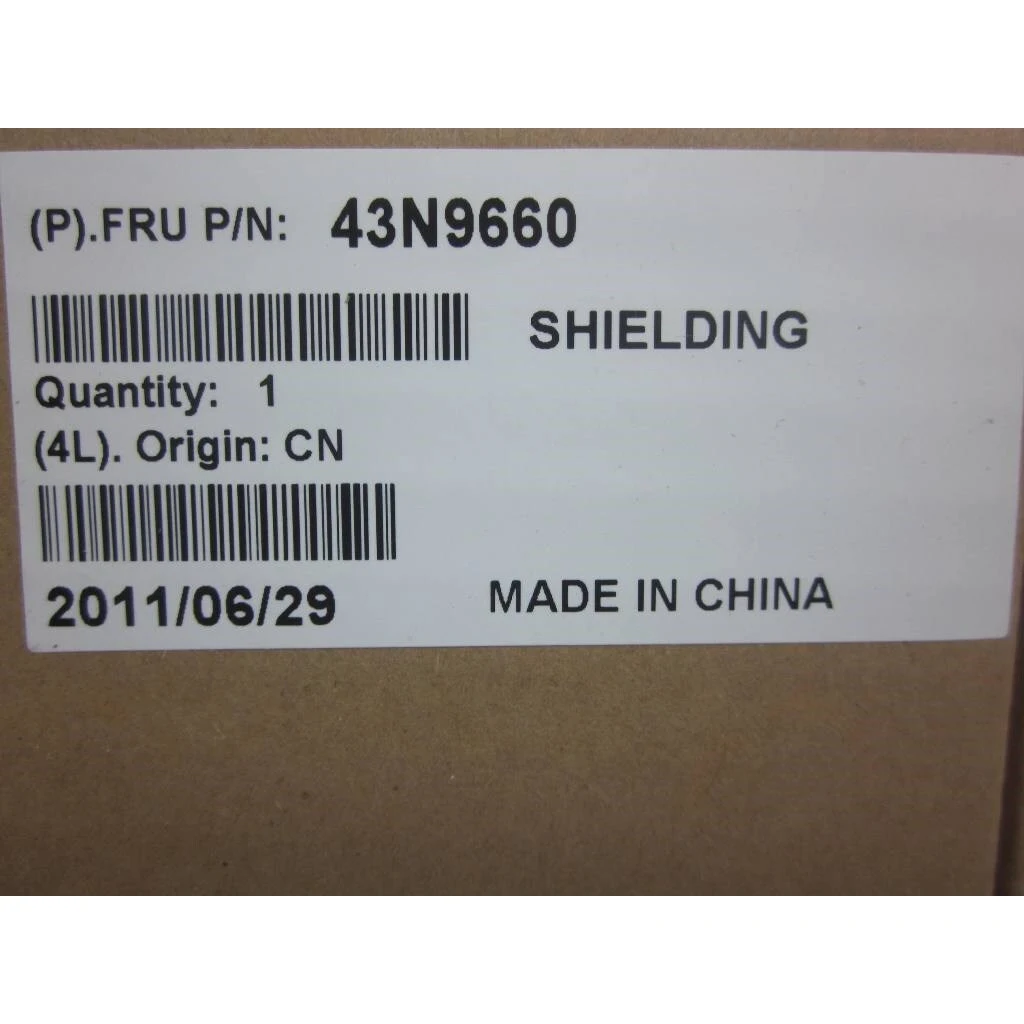 (P).FRU P/N: 43N9660
SHIELDING
Quantity: 1
(4L). Origin: CN
2011/06/29 MADE IN CHINA